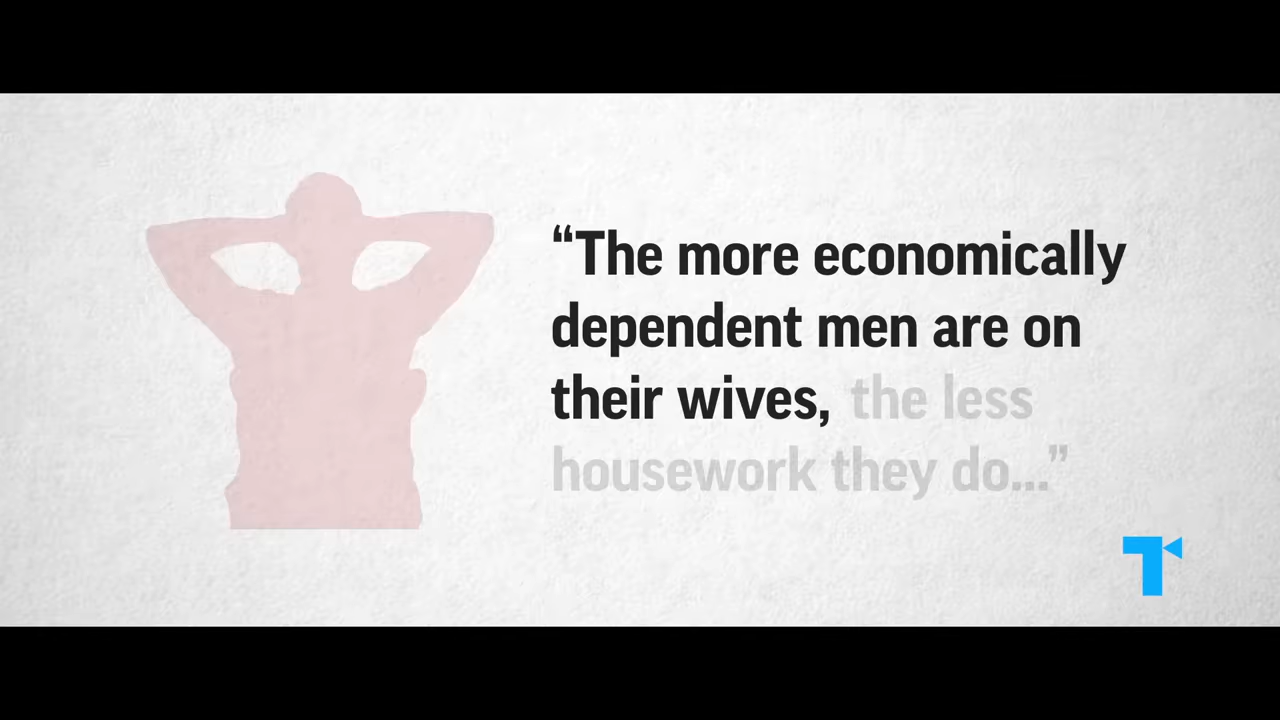 “The more economically
dependent men are on
their wives, the less
housework they do...”